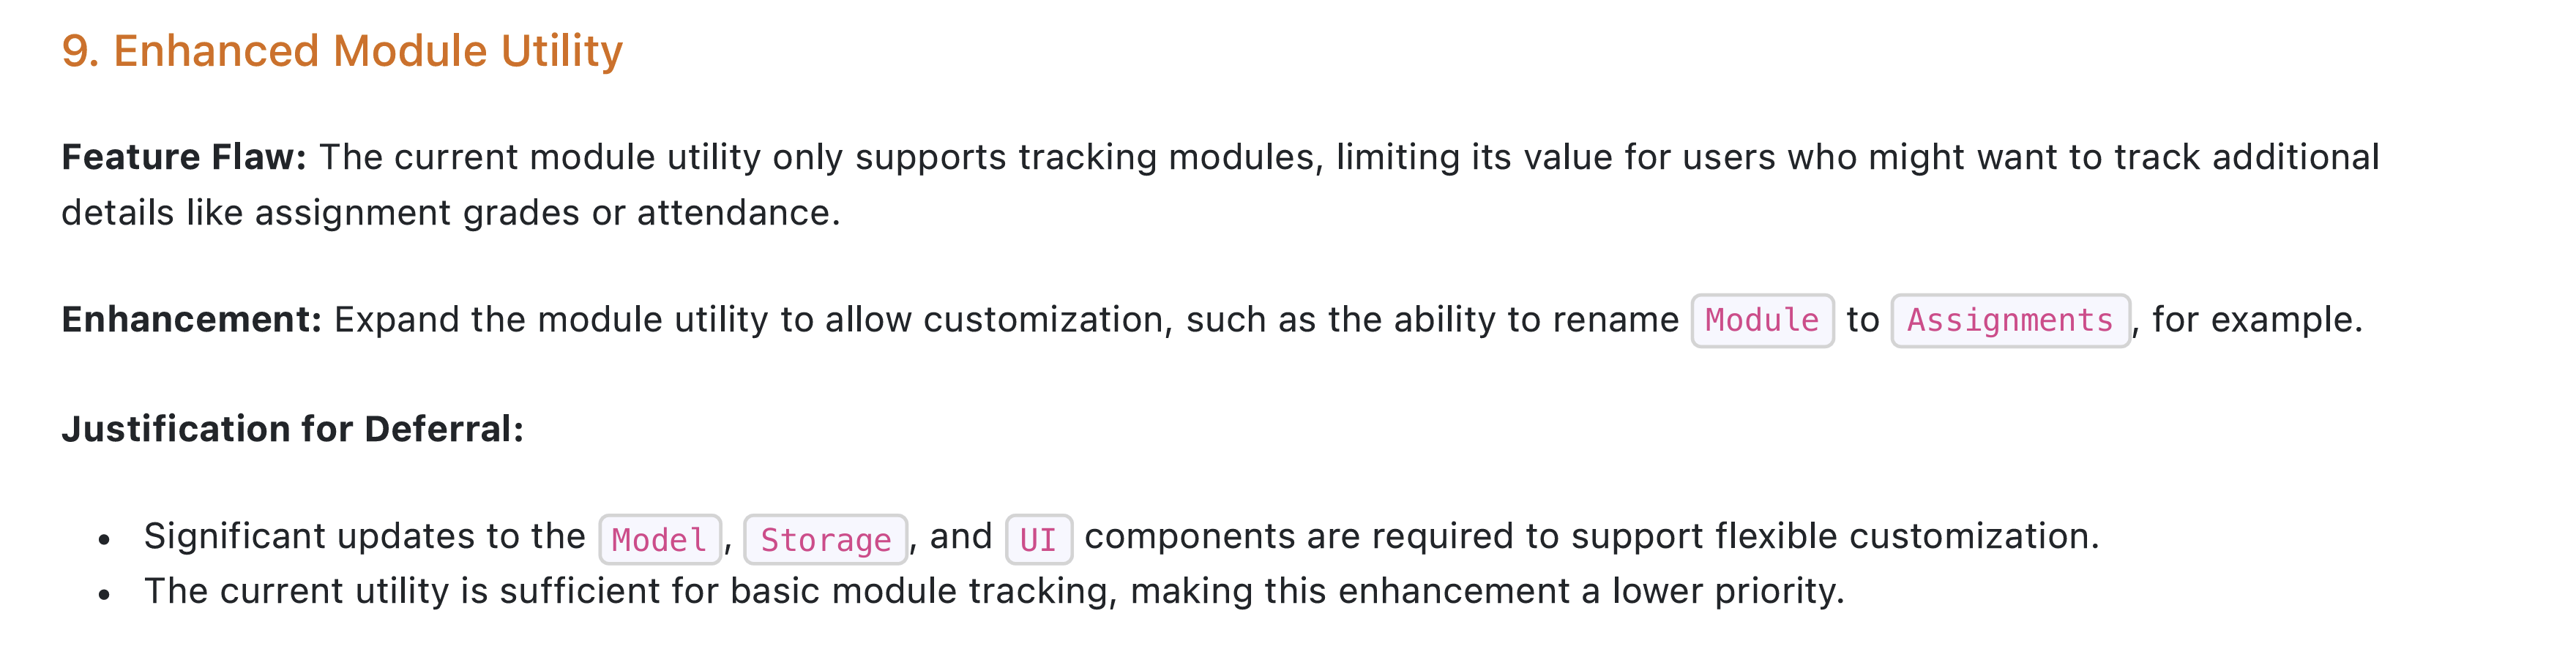 9. Enhanced Module Utility
Feature Flaw: The current module utility only supports tracking modules, limiting its value for users who might want to track additional
details like assignment grades or attendance.
Enhancement: Expand the module utility to allow customization, such as the ability to rename Module to Assignments, for example.
Justification for Deferral:
• Significant updates to the Model, Storage, and UI components are required to support flexible customization.
• The current utility is sufficient for basic module tracking, making this enhancement a lower priority.